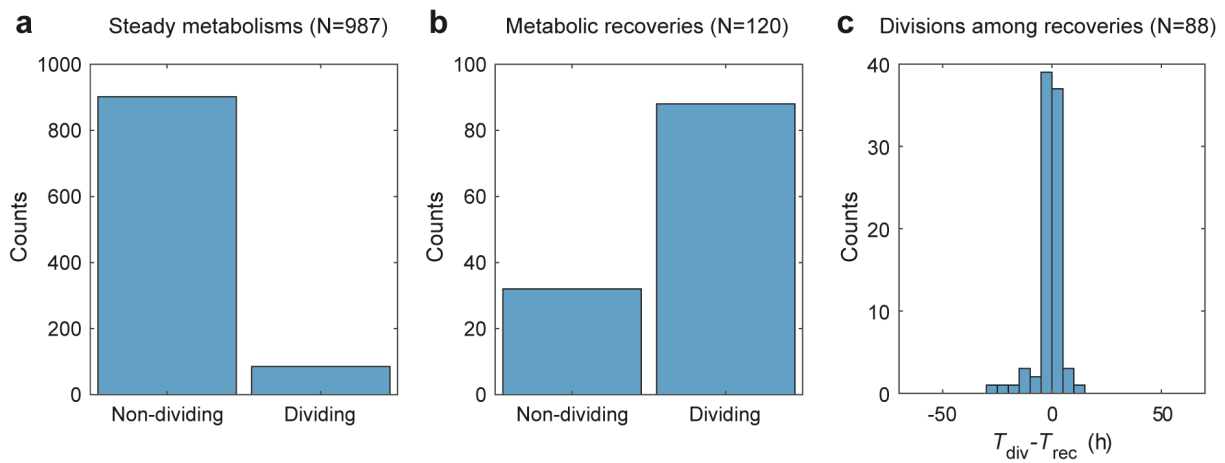 a Steady metabolisms (N=987)
1000
800
600
400
200
0
Counts
Non-dividing Dividing
b Metabolic recoveries (N=120)
100
80
60
40
20
0
Counts
Non-dividing Dividing
c Divisions among recoveries (N=88)
40
30
20
10
0
Counts
-50 0 50
Tdiv-Trec (h)